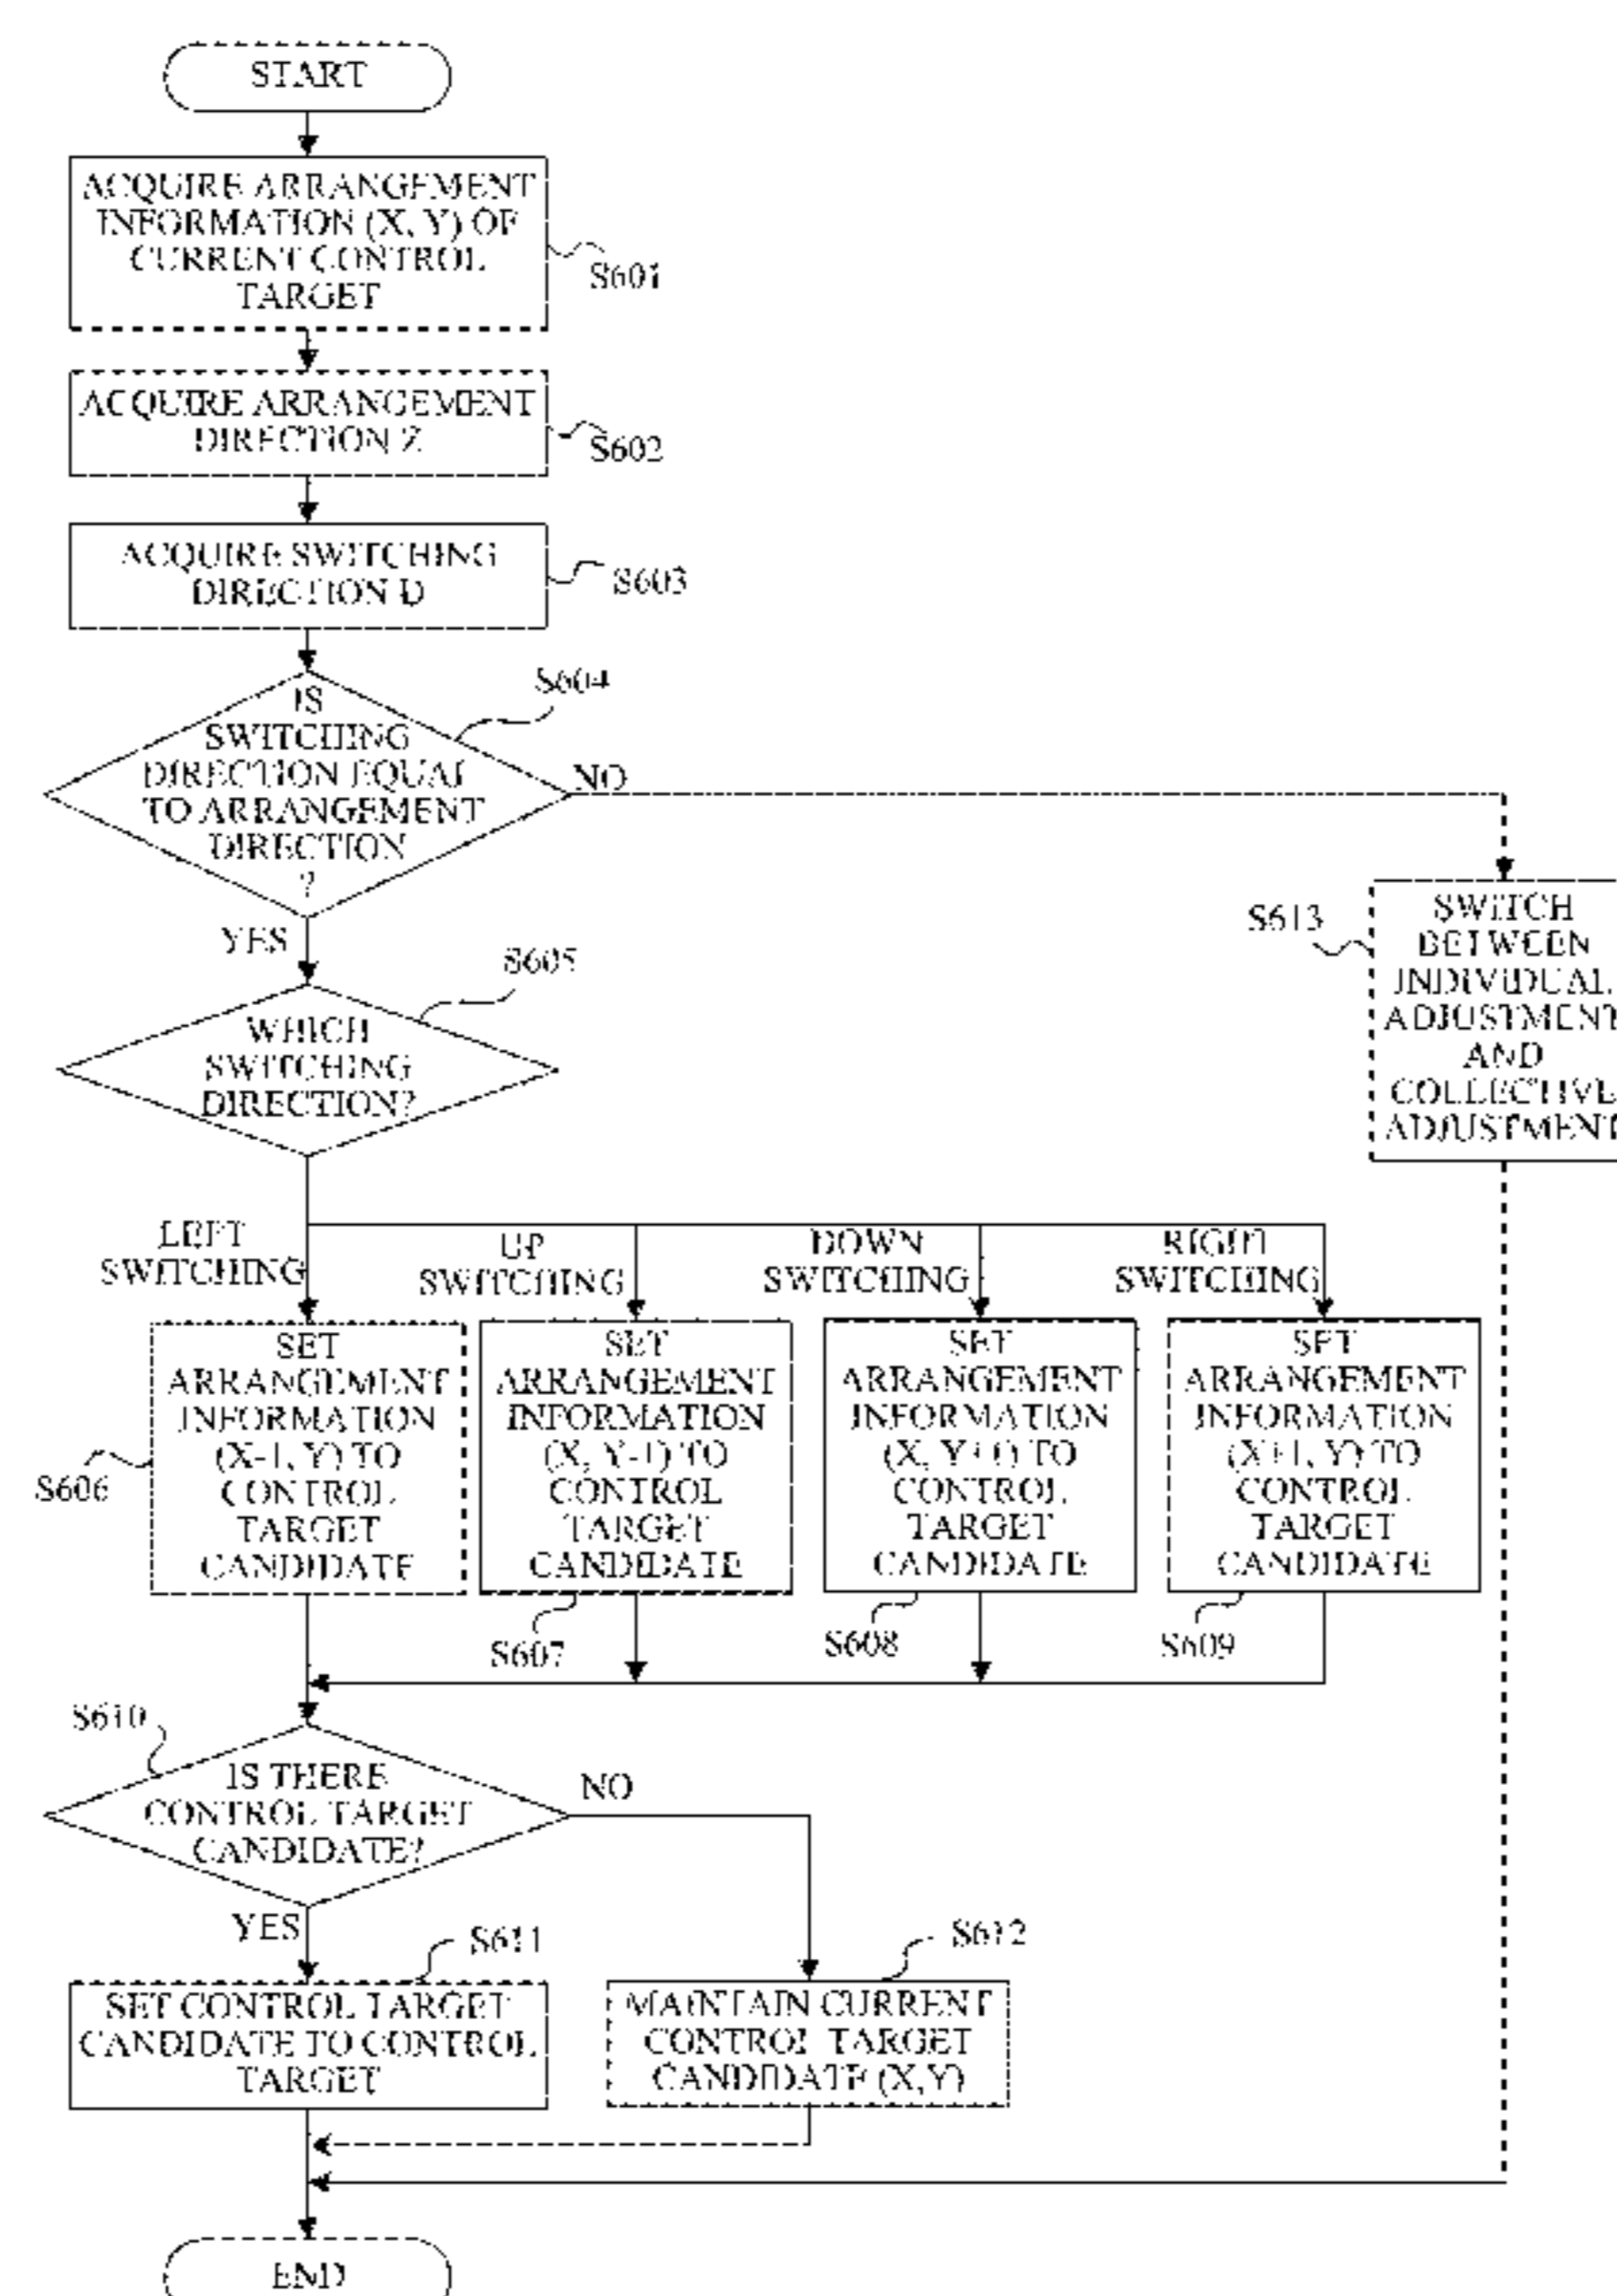 START
ACQUIRE ARRANGEMENT
INFORMATION (X, Y) OF
CURRENT CONTROL
TARGET
S601
ACQUIRE ARRANGEMENT
DIRECTION Z
S602
ACQUIRE SWITCHING
DIRECTION D
S603
IS
SWITCHING
DIRECTION EQUAL
TO ARRANGEMENT
DIRECTION
?
S604
NO
YES
S613
SWITCH
BETWEEN
INDIVIDUAL
ADJUSTMENT
AND
COLLECTIVE
ADJUSTMENT
S605
WHICH
SWITCHING
DIRECTION?
LEFT
SWITCHING
UP
SWITCHING
DOWN
SWITCHING
RIGHT
SWITCHING
SET
ARRANGEMENT
INFORMATION
(X-1, Y) TO
CONTROL
TARGET
CANDIDATE
S606
SET
ARRANGEMENT
INFORMATION
(X, Y-1) TO
CONTROL
TARGET
CANDIDATE
S607
SET
ARRANGEMENT
INFORMATION
(X, Y+1) TO
CONTROL
TARGET
CANDIDATE
S608
SET
ARRANGEMENT
INFORMATION
(X+1, Y) TO
CONTROL
TARGET
CANDIDATE
S609
S610
IS THERE
CONTROL TARGET
CANDIDATE?
NO
YES
S611
SET CONTROL TARGET
CANDIDATE TO CONTROL
TARGET
S612
MAINTAIN CURRENT
CONTROL TARGET
CANDIDATE (X,Y)
END